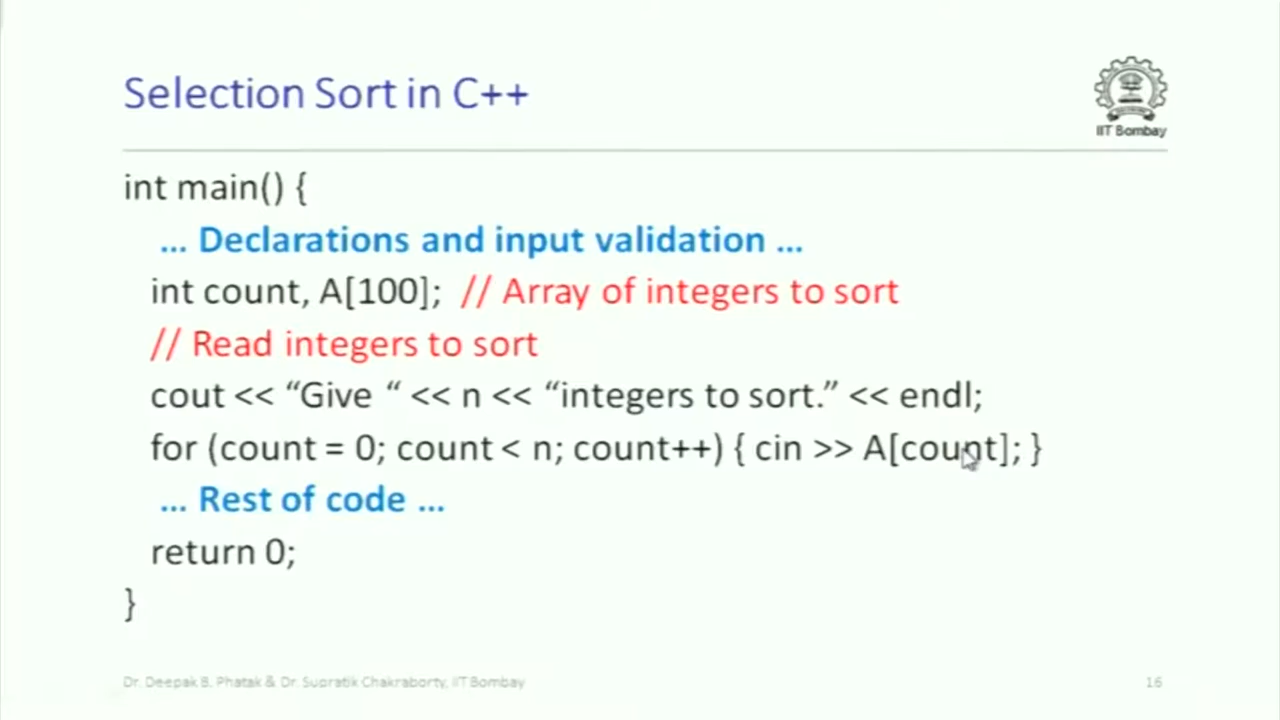 Selection Sort in C++
IIT Bombay
int main() {
... Declarations and input validation ...
int count, A[100]; // Array of integers to sort
// Read integers to sort
cout << “Give “ << n << “integers to sort.” << endl;
for (count = 0; count < n; count++) { cin >> A[count]; }
... Rest of code ...
return 0;
}
Dr. Deepak B. Phatak & Dr. Supratik Chakraborty, IIT Bombay
16